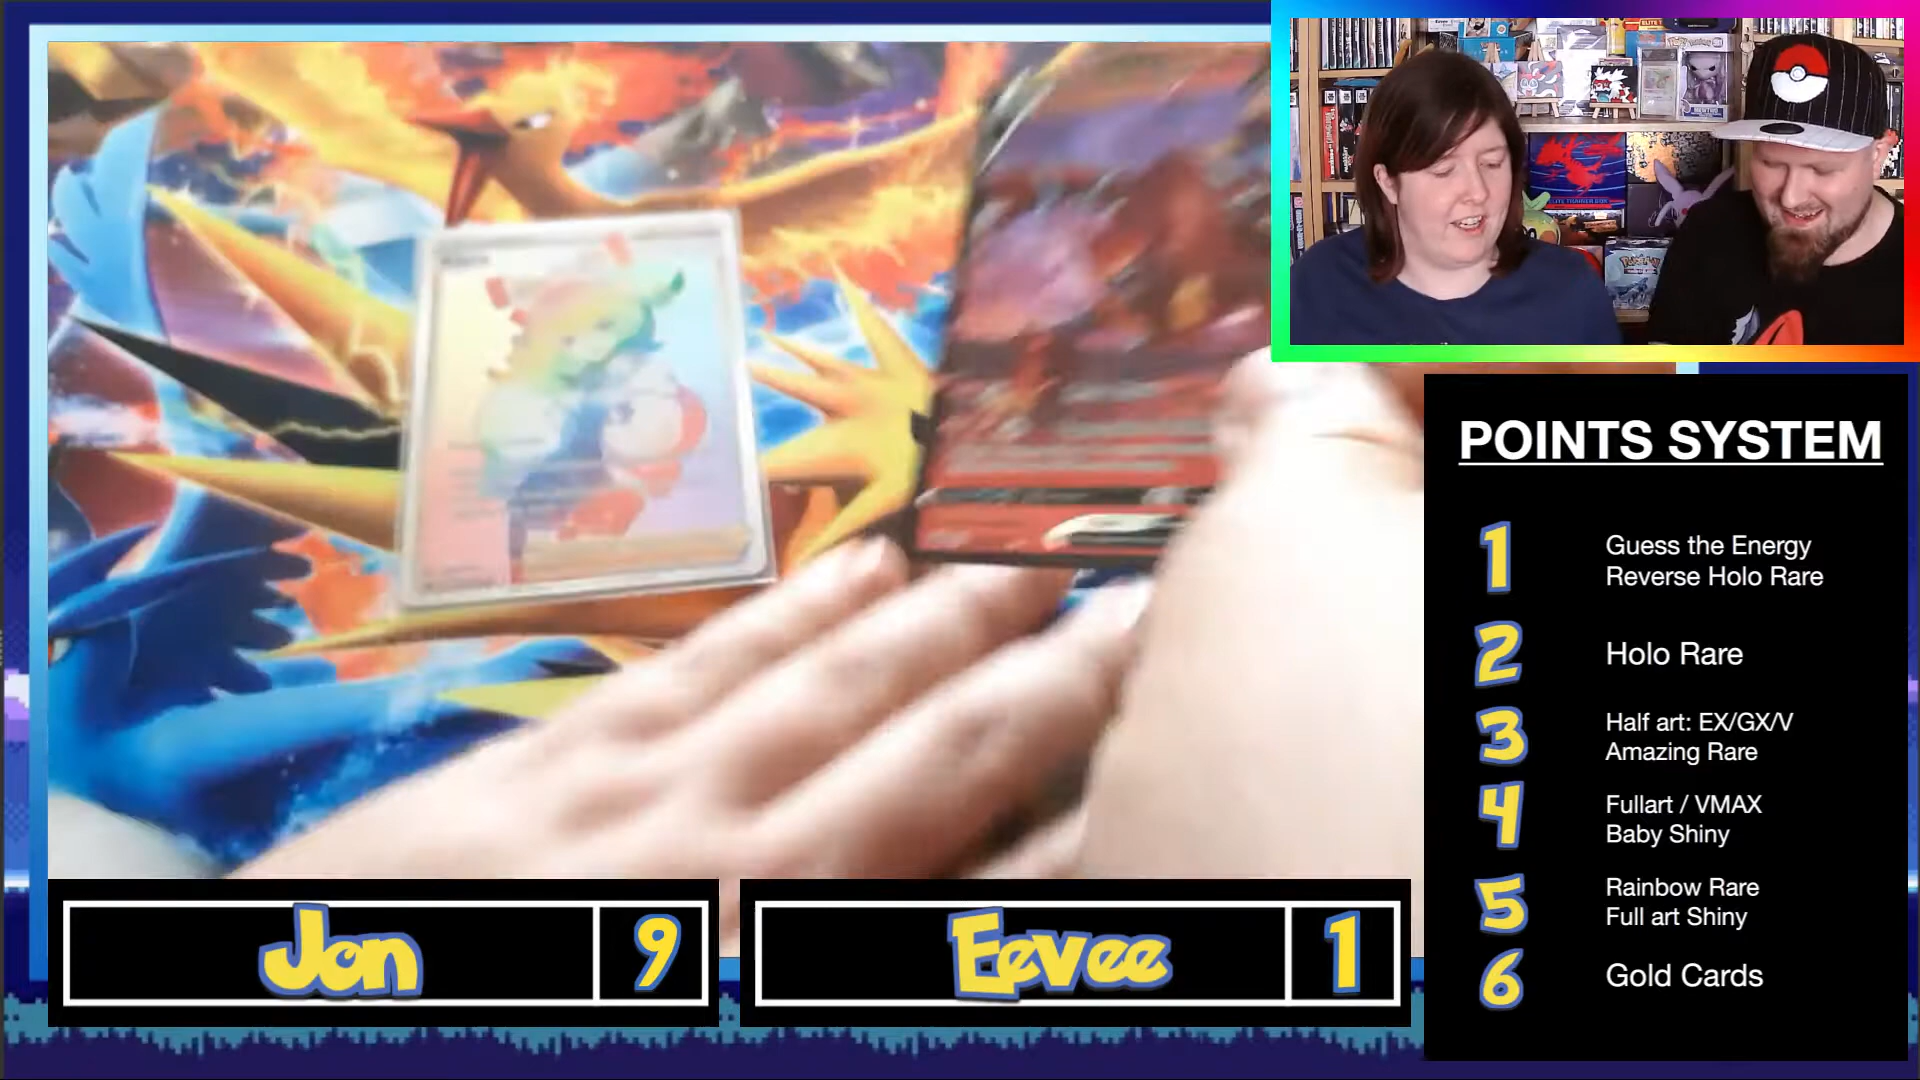 POINTS SYSTEM
1 Guess the Energy
Reverse Holo Rare
2 Holo Rare
3 Half art: EX/GX/V
Amazing Rare
4 Fullart / VMAX
Baby Shiny
5 Rainbow Rare
Full art Shiny
6 Gold Cards
Jon 9
Eevee 1